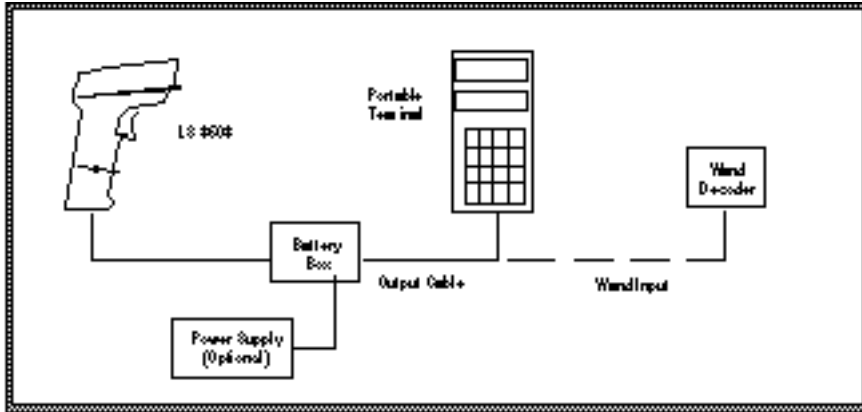 Portable
Terminal
Wand
Decoder
Battery
Box
Output Cable
Wand Input
Power Supply
(Optional)